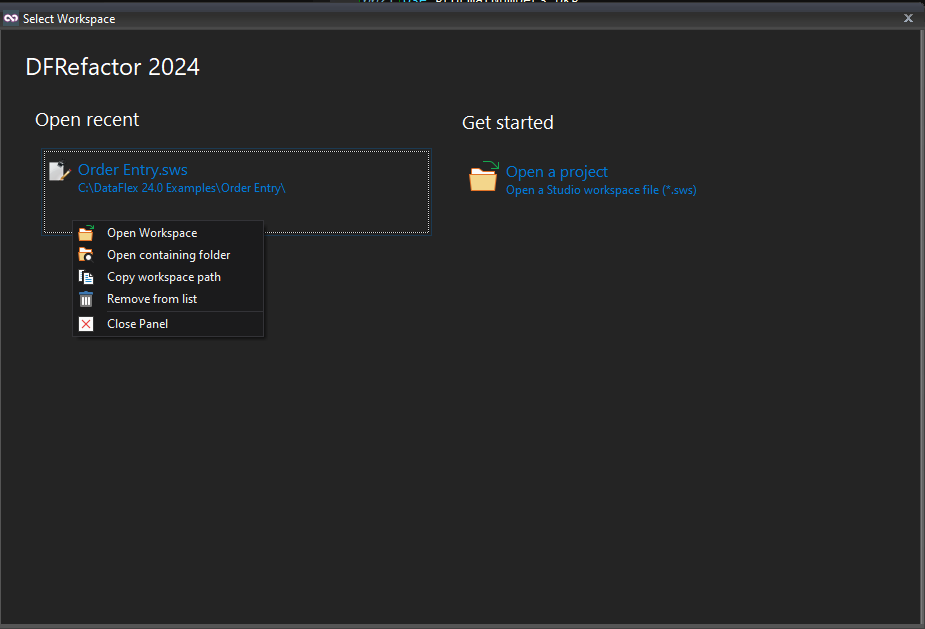 Select Workspace
DFRefactor 2024
Open recent
Order Entry.sws
C:\DataFlex 24.0 Examples\Order Entry\
Open Workspace
Open containing folder
Copy workspace path
Remove from list
Close Panel
Get started
Open a project
Open a Studio workspace file (*.sws)